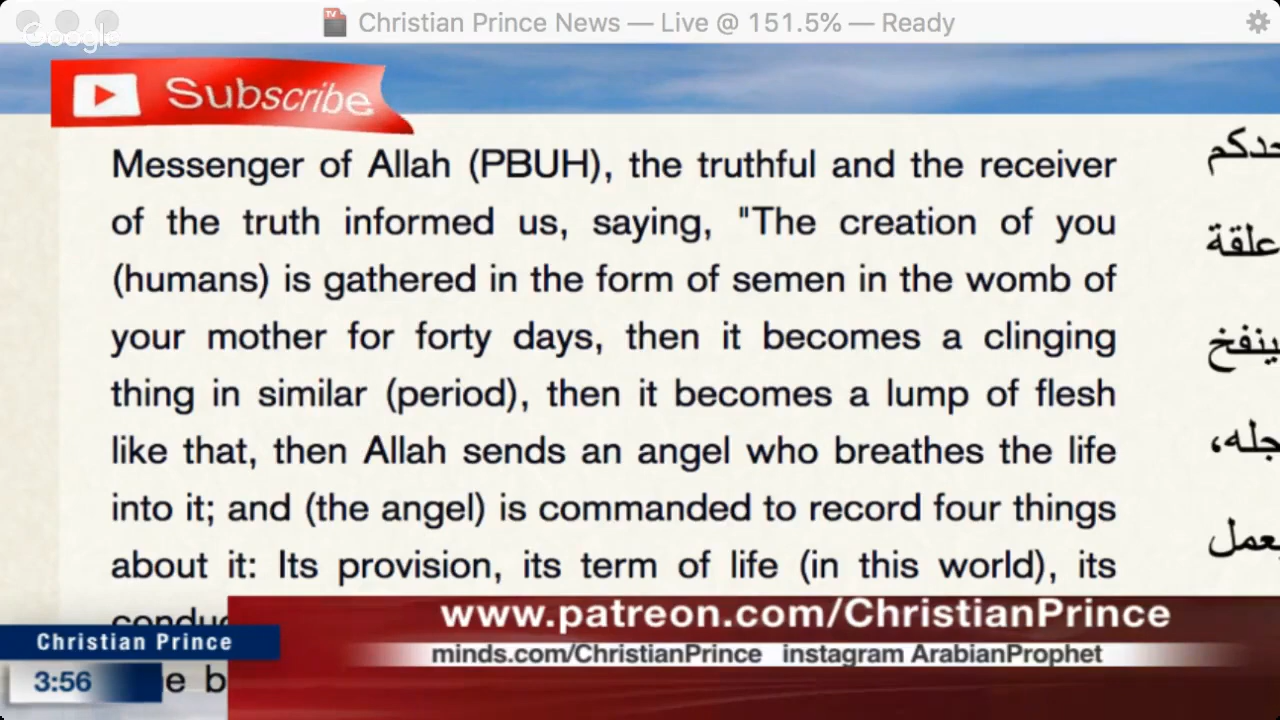 Christian Prince News — Live @ 151.5% — Ready
Google
Subscribe
Messenger of Allah (PBUH), the truthful and the receiver
of the truth informed us, saying, "The creation of you
(humans) is gathered in the form of semen in the womb of
your mother for forty days, then it becomes a clinging
thing in similar (period), then it becomes a lump of flesh
like that, then Allah sends an angel who breathes the life
into it; and (the angel) is commanded to record four things
about it: Its provision, its term of life (in this world), its
علقة
جله،
www.patreon.com/ChristianPrince
Christian Prince
minds.com/ChristianPrince instagram ArabianProphet
3:56
e b